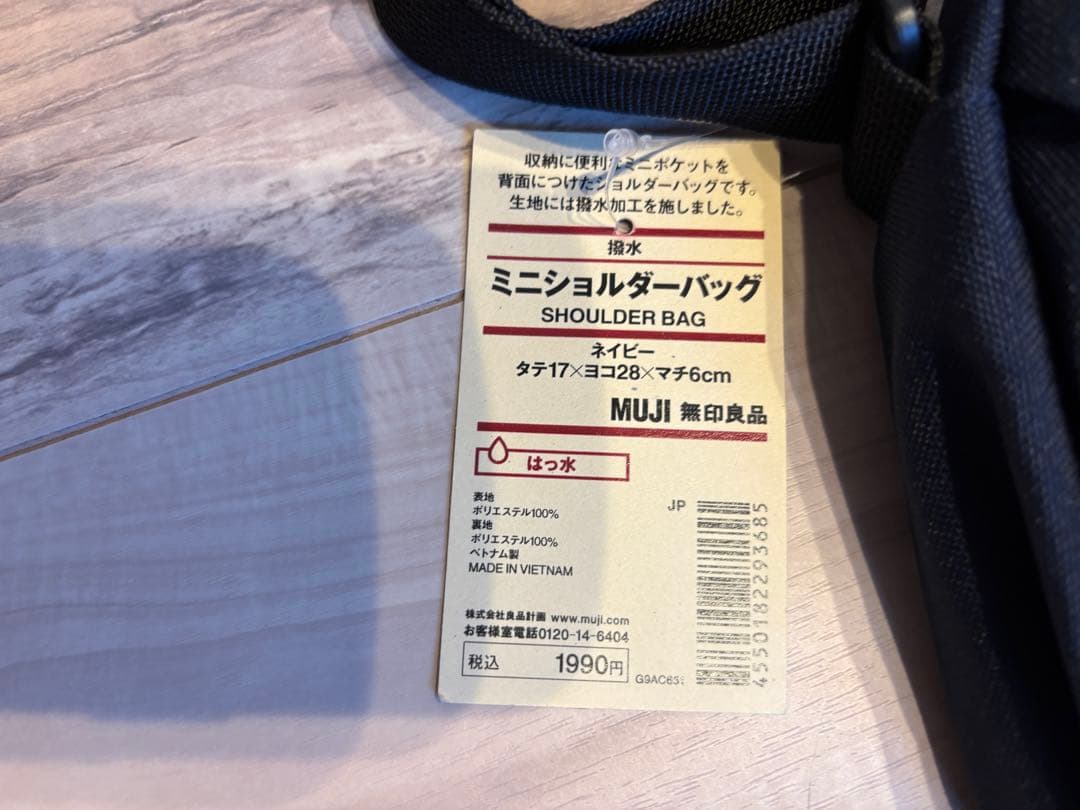 収納に便利なミニポケットを
背面につけたショルダーバッグです。
生地には撥水加工を施しました。
撥水
ミニショルダーバッグ
SHOULDER BAG
ネイビー
タテ17×ヨコ28×マチ6cm
MUJI 無印良品
はっ水
表地
ポリエステル100%
裏地
ポリエステル100%
ベトナム製
MADE IN VIETNAM
JP
4550182293685
株式会社良品計画 www.muji.com
お客様室電話0120-14-6404
税込 1990円